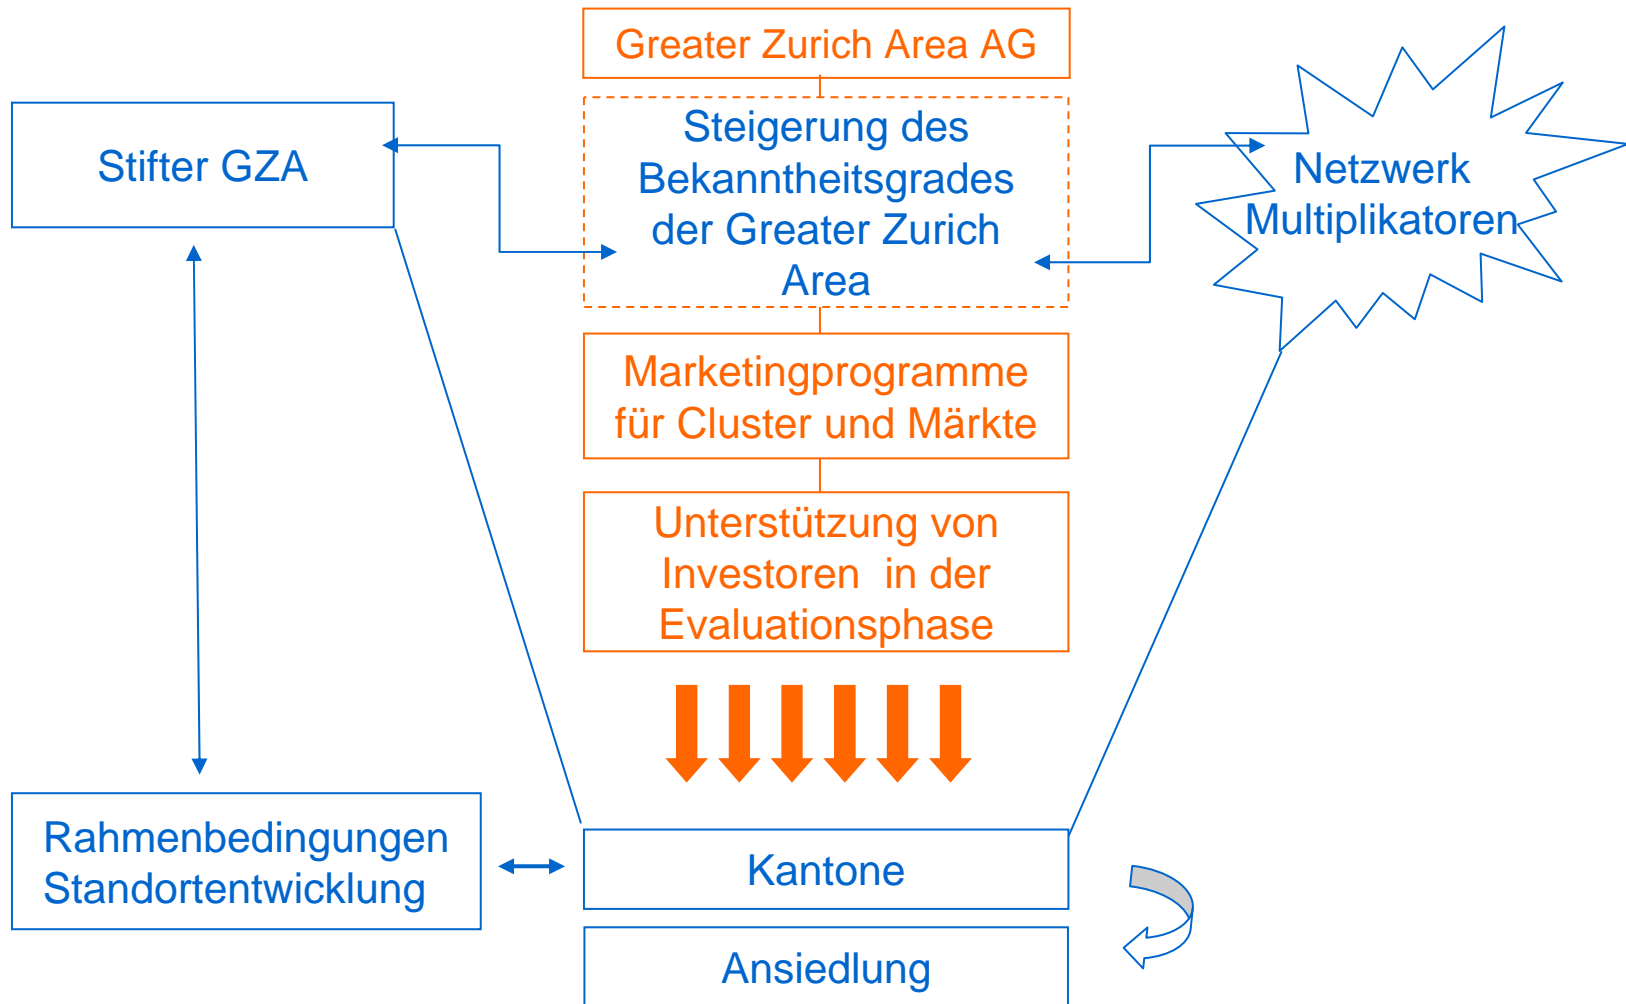 Greater Zurich Area AG
Stifter GZA
Steigerung des
Bekanntheitsgrades
der Greater Zurich
Area
Netzwerk
Multiplikatoren
Marketingprogramme
für Cluster und Märkte
Unterstützung von
Investoren in der
Evaluationsphase
Rahmenbedingungen
Standortentwicklung
Kantone
Ansiedlung